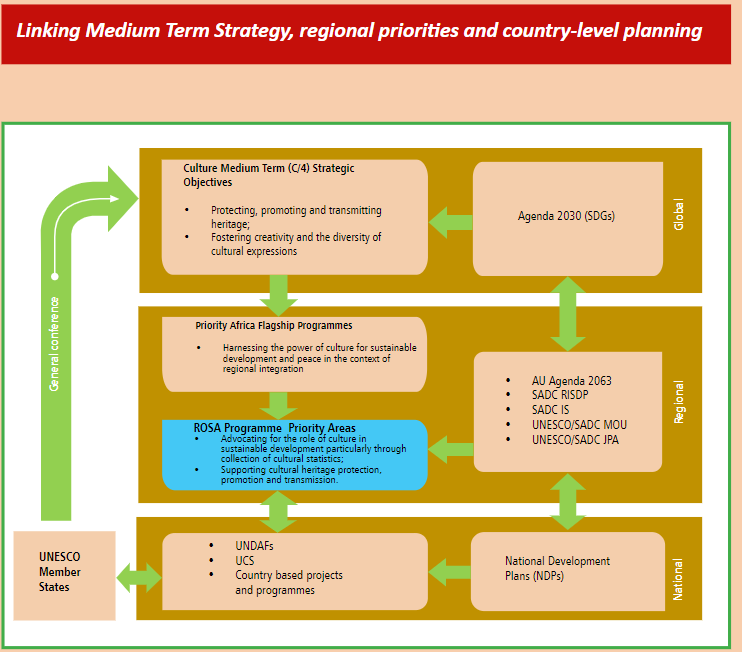 Linking Medium Term Strategy, regional priorities and country-level planning
Culture Medium Term (C/4) Strategic
Objectives
• Protecting, promoting and transmitting
heritage;
• Fostering creativity and the diversity of
cultural expressions
Agenda 2030 (SDGs)
Global
General conference
Priority Africa Flagship Programmes
• Harnessing the power of culture for sustainable
development and peace in the context of
regional integration
ROSA Programme Priority Areas
• Advocating for the role of culture in
sustainable development particularly through
collection of cultural statistics;
• Supporting cultural heritage protection,
promotion and transmission.
• AU Agenda 2063
• SADC RISDP
• SADC IS
• UNESCO/SADC MOU
• UNESCO/SADC JPA
Regional
UNESCO
Member
States
• UNDAFs
• UCS
• Country based projects
and programmes
National Development
Plans (NDPs)
National